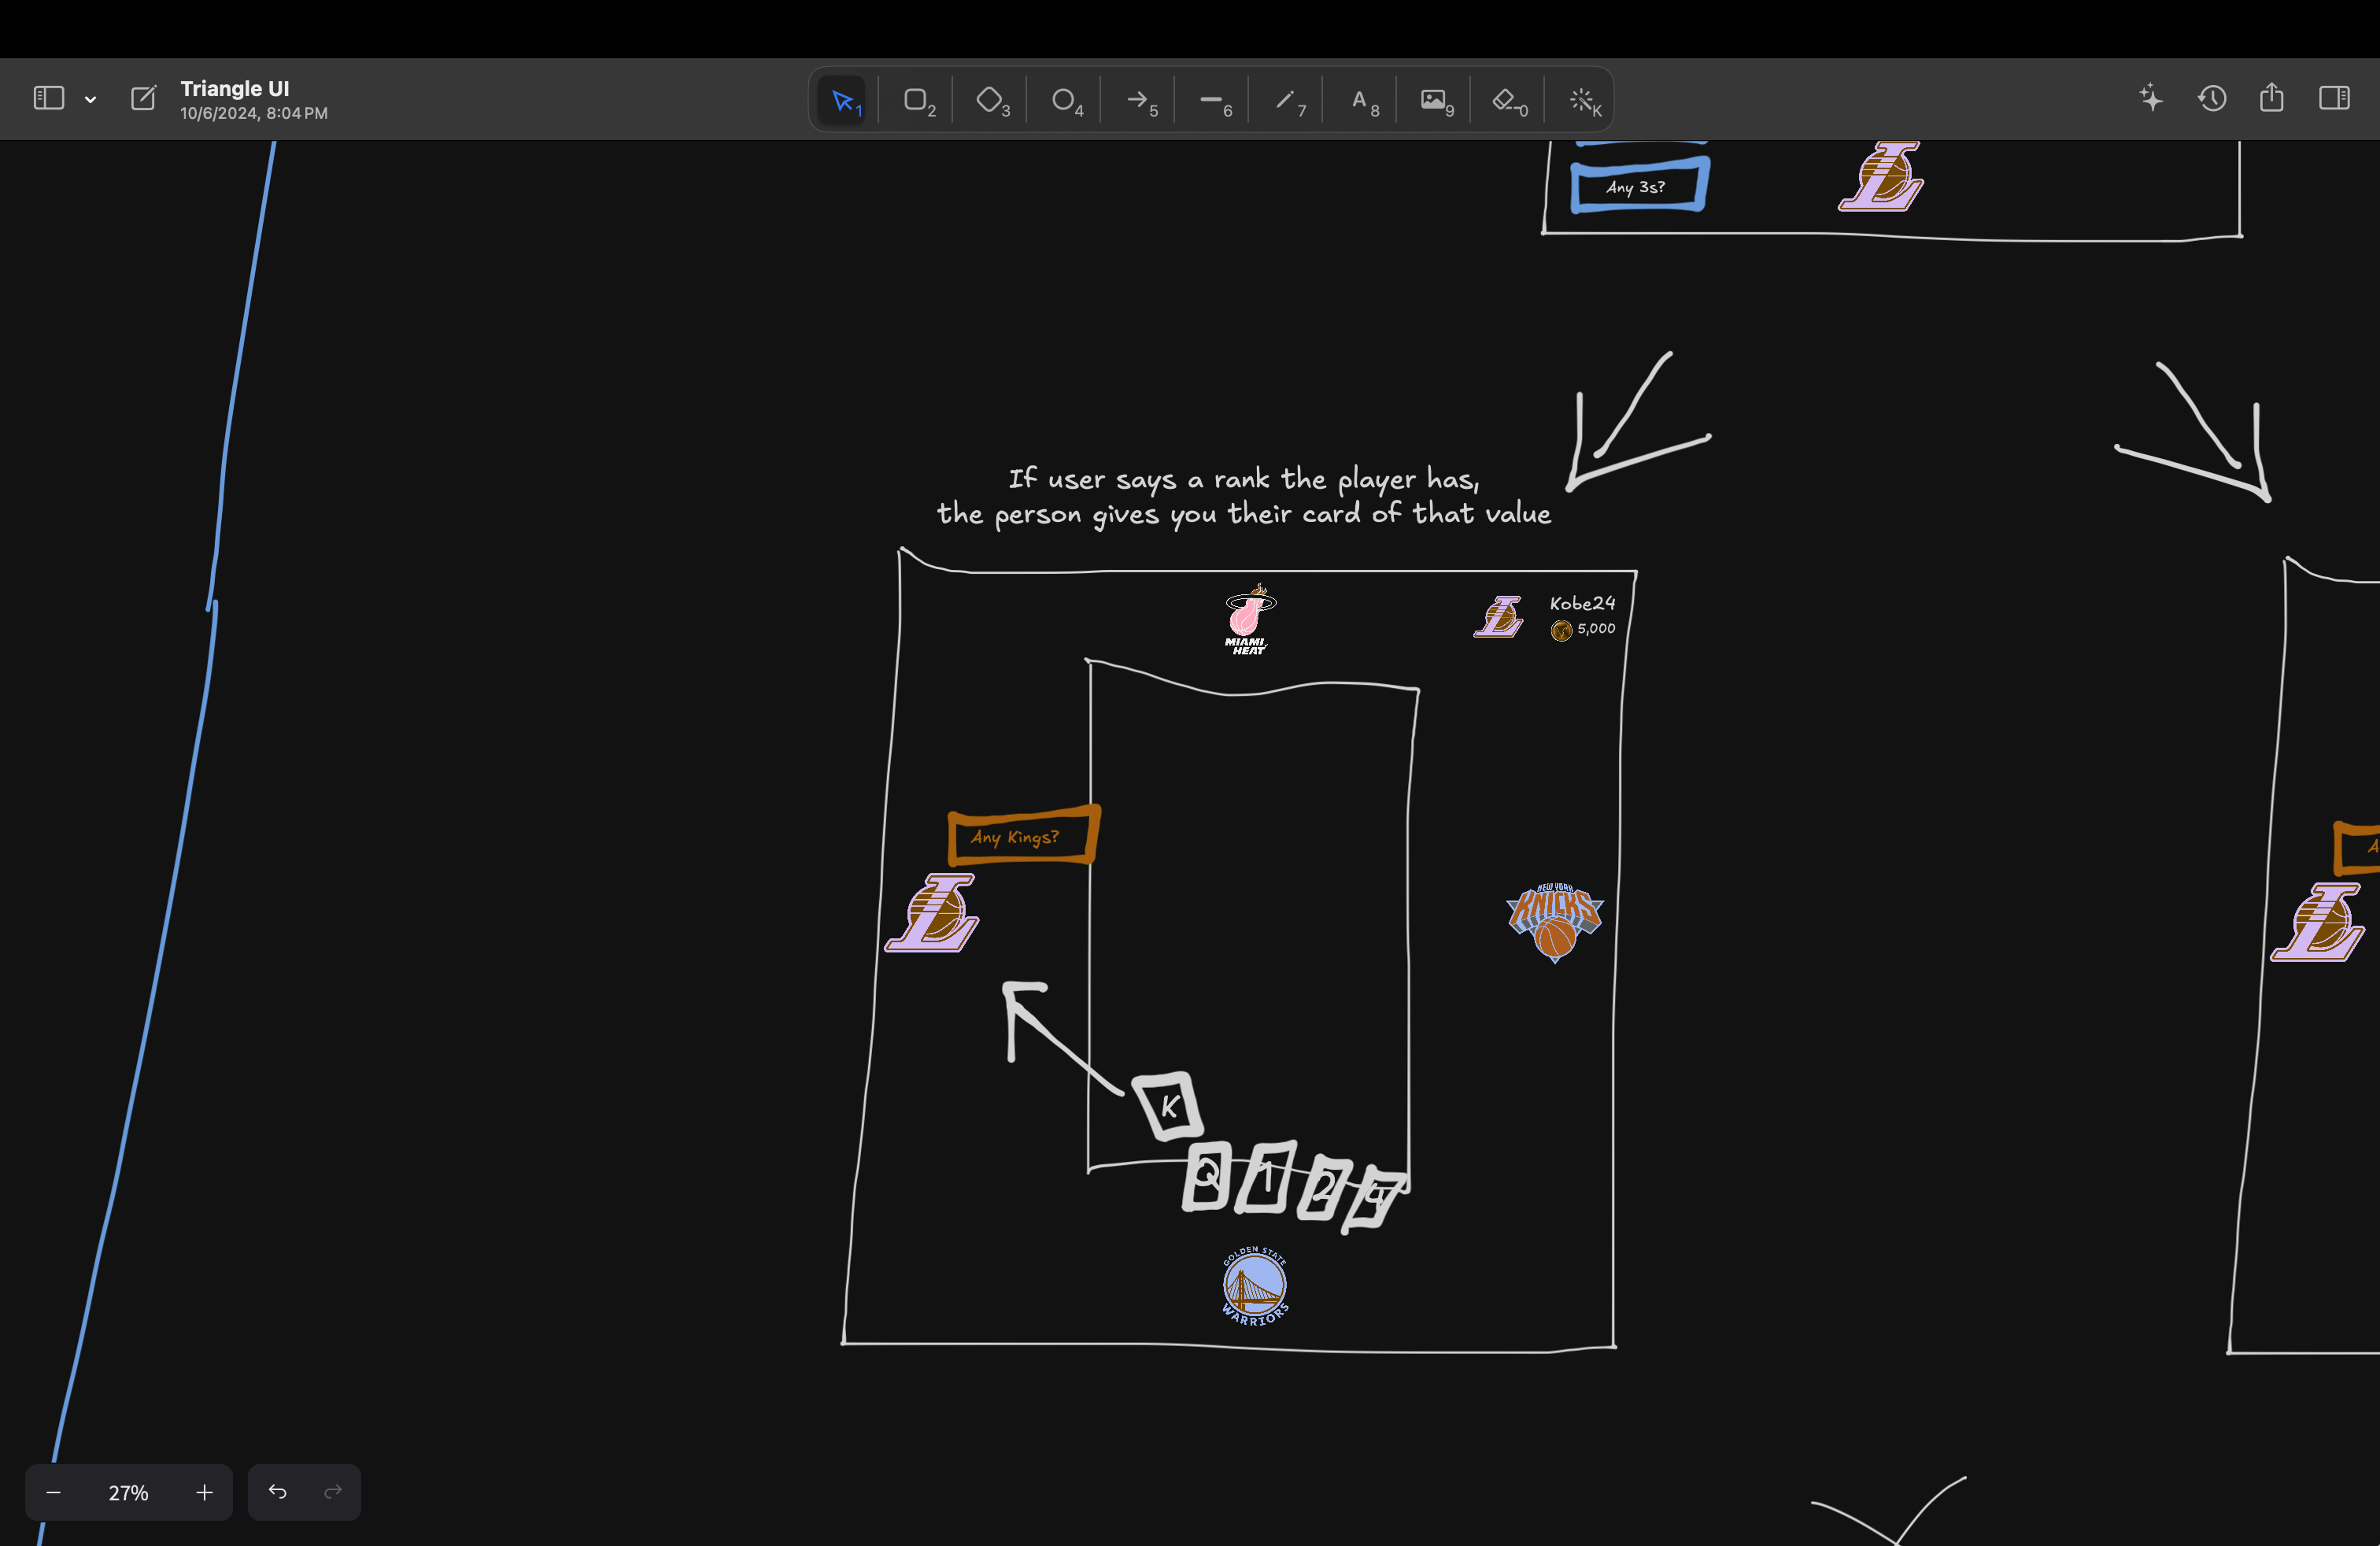 Triangle UI
10/6/2024, 8:04 PM
1
2
3
4
5
6
7
A 8
9
0
K
Any 3s?
If user says a rank the player has,
the person gives you their card of that value
MIAMI
HEAT
Kobe24
5,000
Any Kings?
L
NEW YORK
KNICKS
A
L
K
Q 1 2 4
GOLDEN STATE
WARRIORS
27%